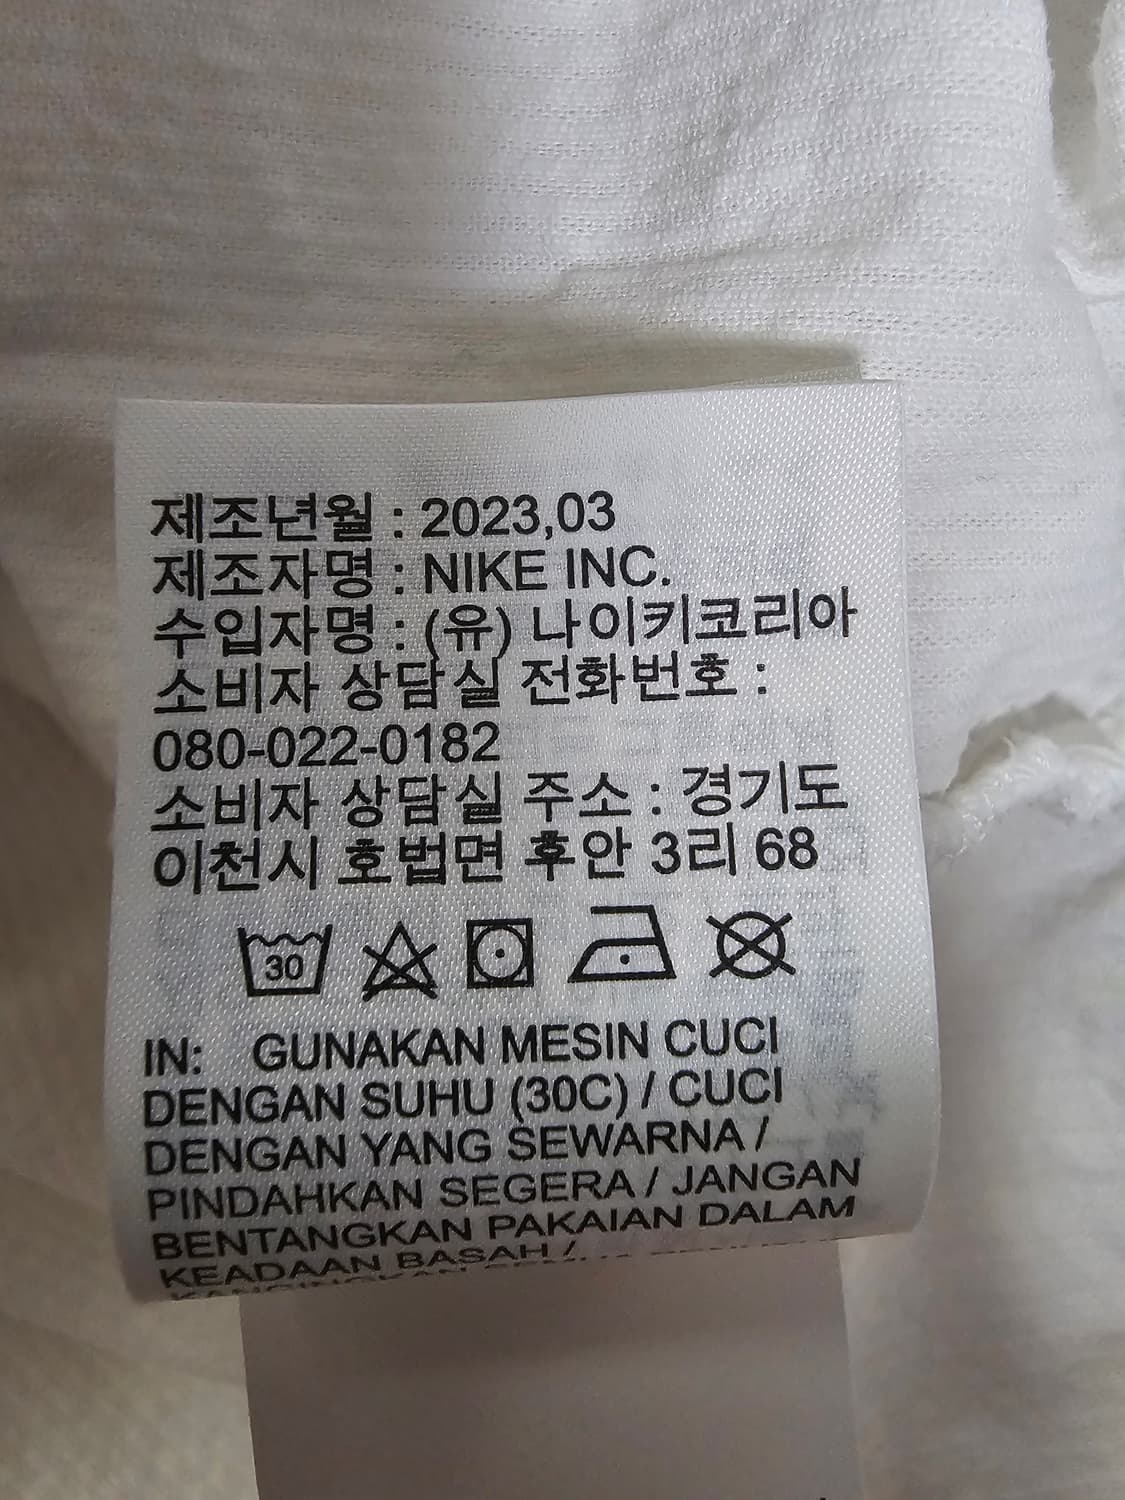 제조년월 : 2023,03
제조자명 : NIKE INC.
수입자명 : (유) 나이키코리아
소비자 상담실 전화번호 :
080-022-0182
소비자 상담실 주소 : 경기도
이천시 호법면 후안 3리 68
30
IN: GUNAKAN MESIN CUCI
DENGAN SUHU (30C) / CUCI
DENGAN YANG SEWARNA /
PINDAHKAN SEGERA / JANGAN
BENTANGKAN PAKAIAN DALAM
KEADAAN BASAH /